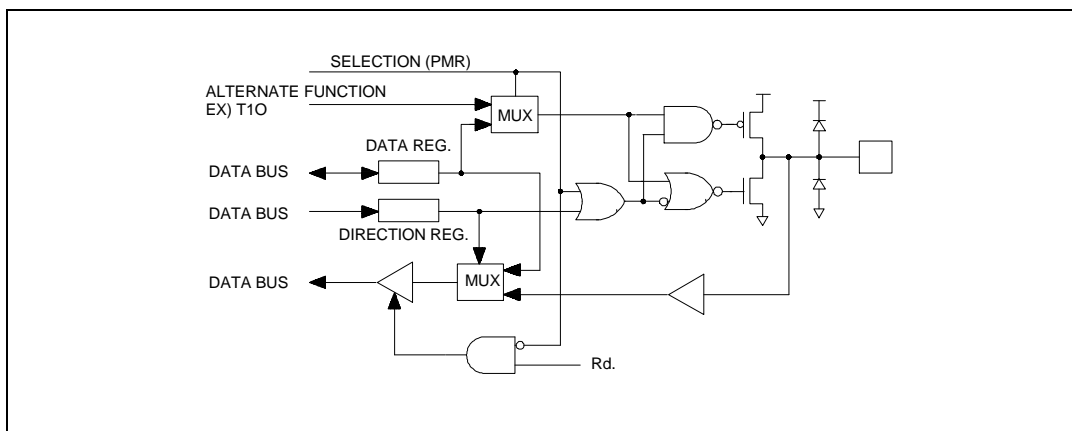 SELECTION (PMR)
ALTERNATE FUNCTION
EX) T1O
MUX
DATA REG.
DATA BUS
DATA BUS
DIRECTION REG.
MUX
DATA BUS
Rd.